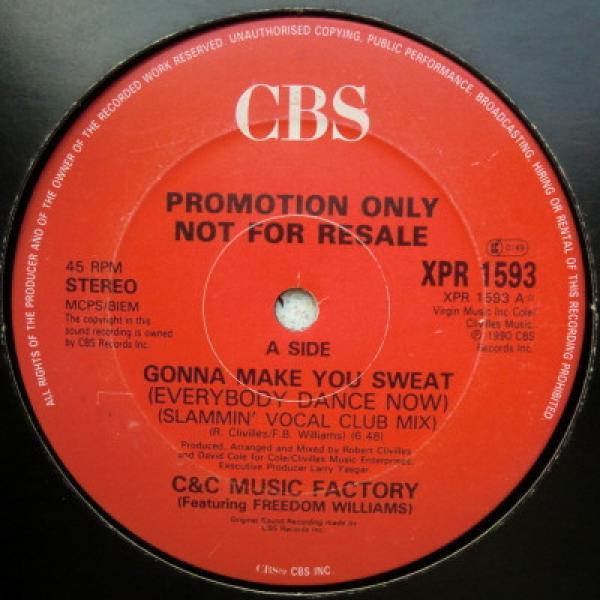 ALL RIGHTS OF THE PRODUCER AND OF THE OWNER OF THE RECORDED WORK RESERVED. UNAUTHORISED COPYING, PUBLIC PERFORMANCE, BROADCASTING, HIRING OR RENTAL OF THIS RECORDING PROHIBITED
CBS
PROMOTION ONLY
NOT FOR RESALE
45 RPM
STEREO
MCPS/BIEM
The copyright in this
sound recording is owned
by CBS Records Inc.
XPR 1593
XPR 1593 A
Virgin Music Inc Cole/
Clivilles Music.
℗ 1990 CBS
Records Inc.
A SIDE
GONNA MAKE YOU SWEAT
(EVERYBODY DANCE NOW)
(SLAMMIN' VOCAL CLUB MIX)
(R. Clivilles/F.B. Williams) (6.48)
Produced, Arranged and Mixed by Robert Clivilles
and David Cole for Cole/Clivilles Music Enterprises.
Executive Producer Larry Yasgar.
C&C MUSIC FACTORY
(Featuring FREEDOM WILLIAMS)
Original Sound Recording made by
CBS Records Inc.
CBS CBS INC.